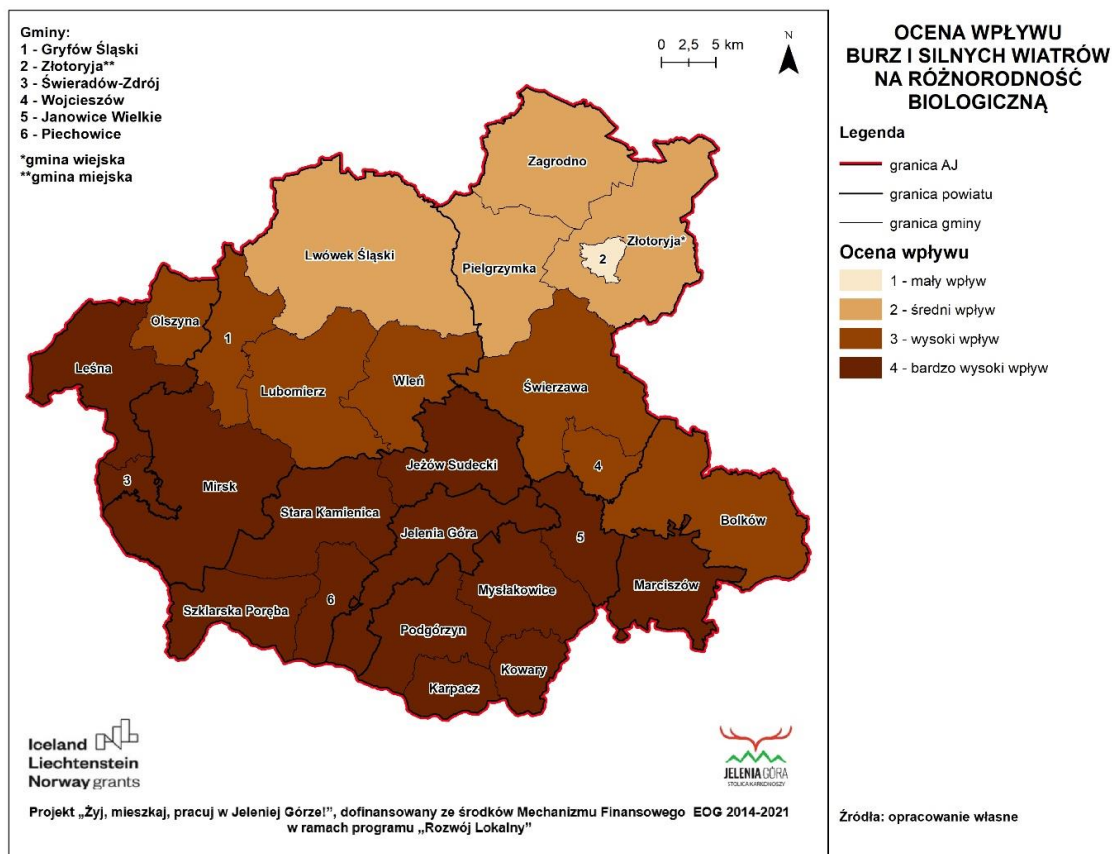 Gminy:
1 - Gryfów Śląski
2 - Złotoryja**
3 - Świeradów-Zdrój
4 - Wojcieszów
5 - Janowice Wielkie
6 - Piechowice
*gmina wiejska
**gmina miejska
0 2,5 5 km
N
Zagrodno
Lwówek Śląski
Pielgrzymka
Złotoryja*
2
Olszyna
1
Leśna
Lubomierz
Wleń
Świerzawa
4
3
Mirsk
Jeżów Sudecki
Stara Kamienica
Jelenia Góra
5
Bolków
Marciszów
Mysłakowice
6
Szklarska Poręba
Podgórzyn
Kowary
Karpacz
Iceland
Liechtenstein
Norway grants
JELENIA GÓRA
STOLICA KARKONOSZY
Projekt „Żyj, mieszkaj, pracuj w Jeleniej Górze!”, dofinansowany ze środków Mechanizmu Finansowego EOG 2014-2021
w ramach programu „Rozwój Lokalny”
OCENA WPŁYWU
BURZ I SILNYCH WIATRÓW
NA RÓŻNORODNOŚĆ
BIOLOGICZNĄ
Legenda
granica AJ
granica powiatu
granica gminy
Ocena wpływu
1 - mały wpływ
2 - średni wpływ
3 - wysoki wpływ
4 - bardzo wysoki wpływ
Źródła: opracowanie własne